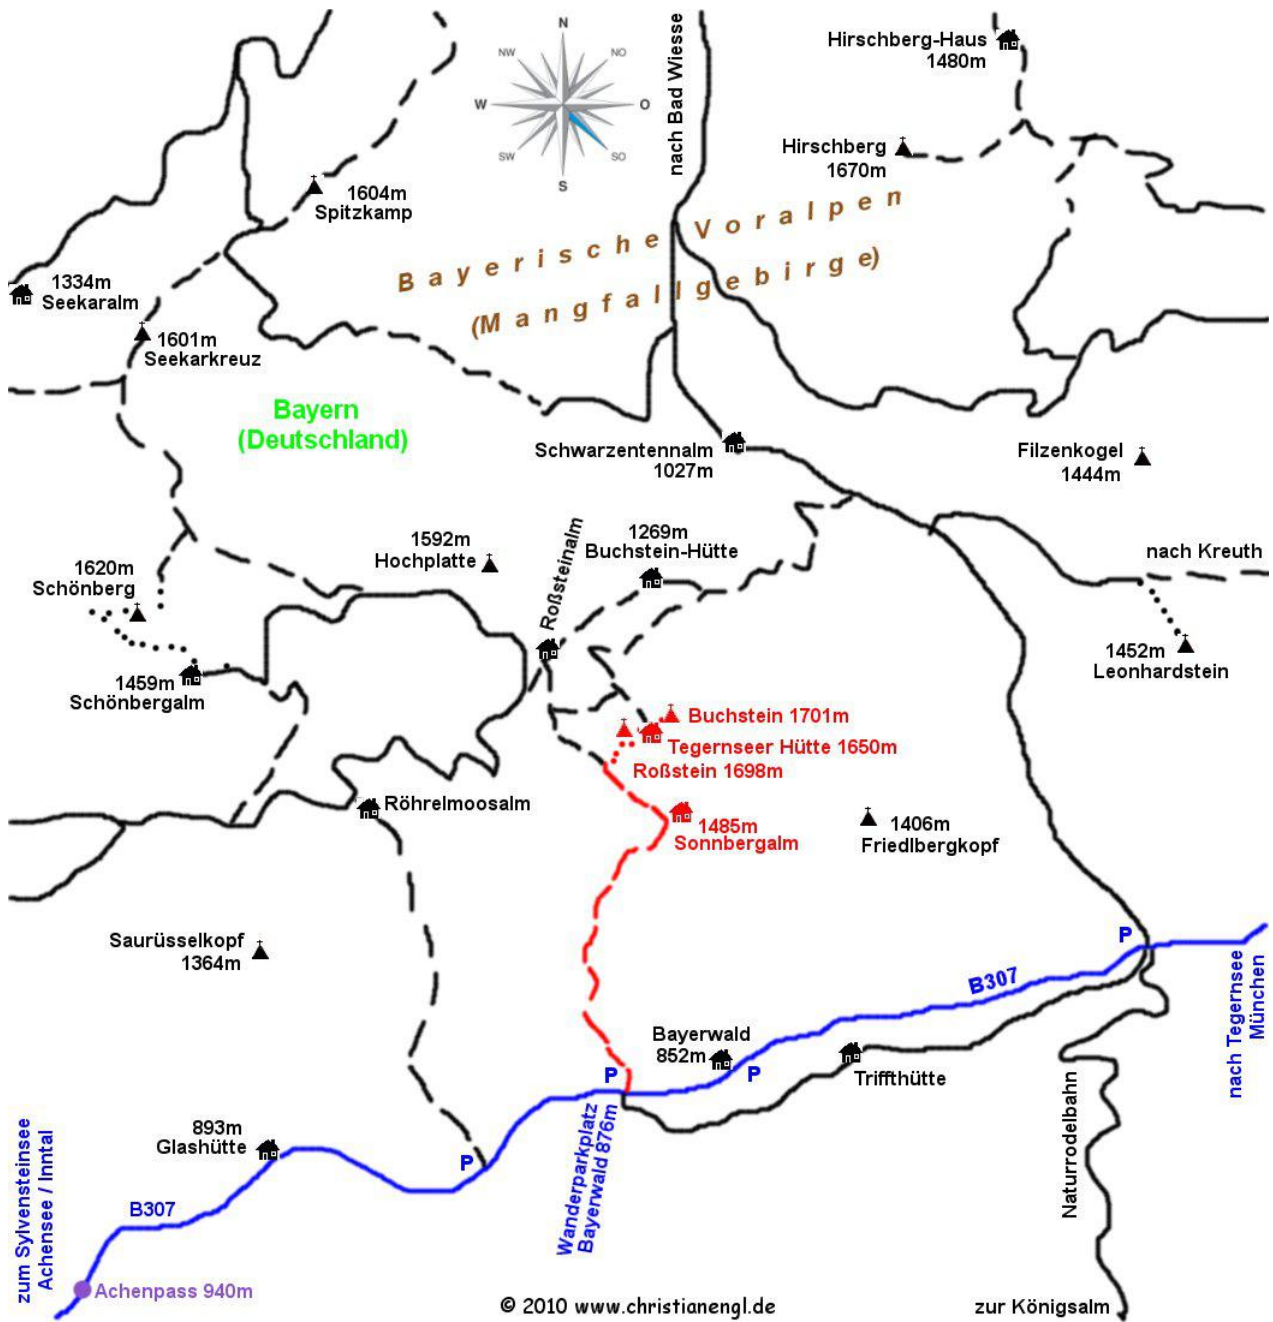 N
NW
NO
W
O
SW
SO
S
nach Bad Wiesse
Hirschberg-Haus
1480m
Hirschberg
1670m
1604m
Spitzkamp
Bayerische Voralpen
(Mangfallgebirge)
1334m
Seekaralm
1601m
Seekarkreuz
Bayern
(Deutschland)
Schwarzentennalm
1027m
Filzenkogel
1444m
1592m
Hochplatte
Roßsteinalm
1269m
Buchstein-Hütte
nach Kreuth
1620m
Schönberg
1452m
Leonhardstein
1459m
Schönbergalm
Buchstein 1701m
Tegernseer Hütte 1650m
Roßstein 1698m
Röhrelmoosalm
1485m
Sonnbergalm
1406m
Friedlbergkopf
Saurüsselkopf
1364m
P
B307
nach Tegernsee
München
Bayerwald
852m
P
P
Triffthütte
Naturrodelbahn
Wanderparkplatz
Bayerwald 876m
893m
Glashütte
P
B307
zum Sylvensteinsee
Achensee / Inntal
Achenpass 940m
© 2010 www.christianengl.de
zur Königsalm